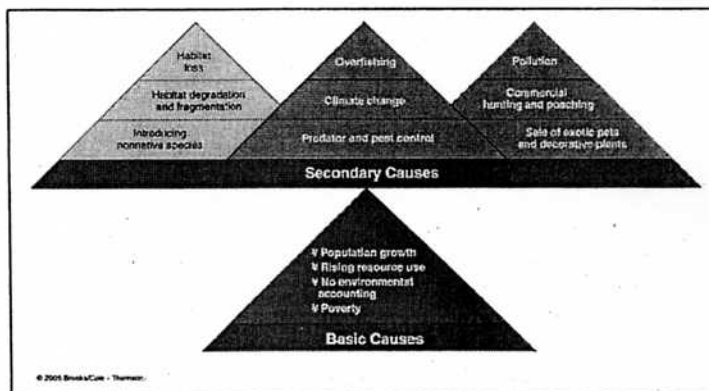 Habitat
loss
Habitat degradation
and fragmentation
Introducing
nonnative species
Overfishing
Climate change
Predator and pest control
Pollution
Commercial
hunting and poaching
Sale of exotic pets
and decorative plants
Secondary Causes
¥ Population growth
¥ Rising resource use
¥ No environmental
accounting
¥ Poverty
Basic Causes
© 2005 Brooks/Cole - Thomson